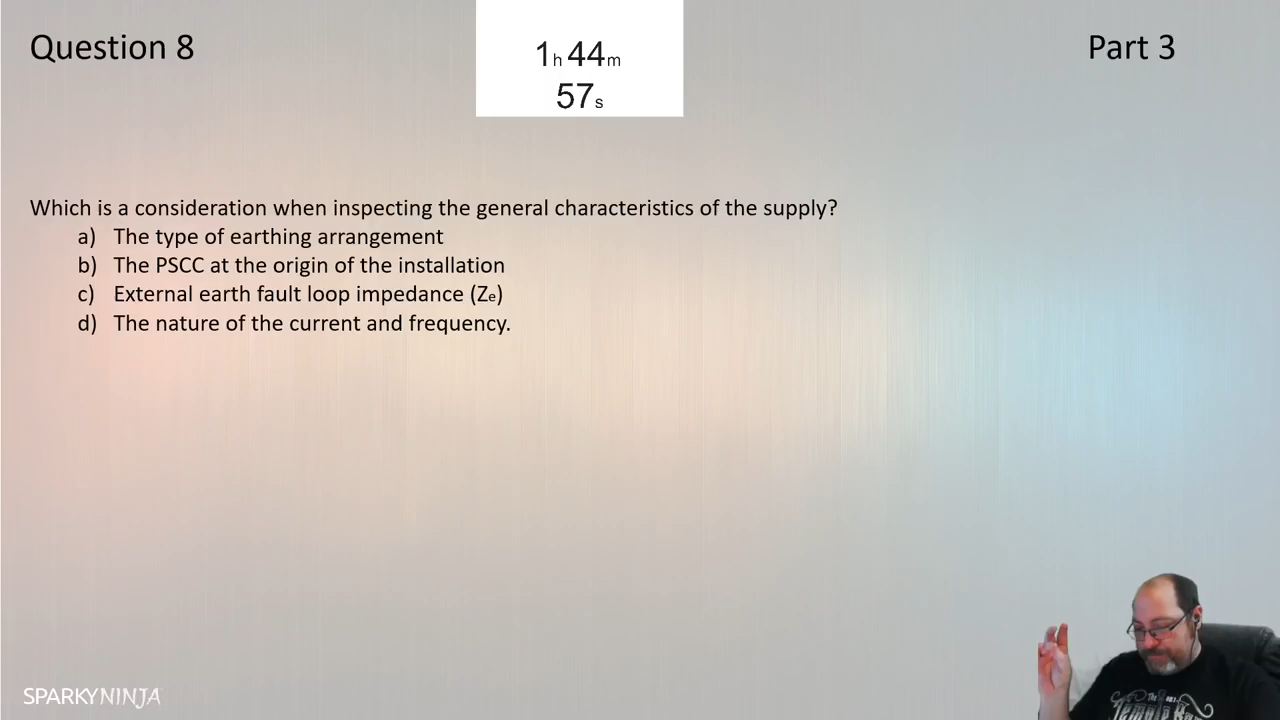 Question 8
1h 44m
57s
Part 3
Which is a consideration when inspecting the general characteristics of the supply?
a) The type of earthing arrangement
b) The PSCC at the origin of the installation
c) External earth fault loop impedance (Ze)
d) The nature of the current and frequency.
SPARKYNINJA
The